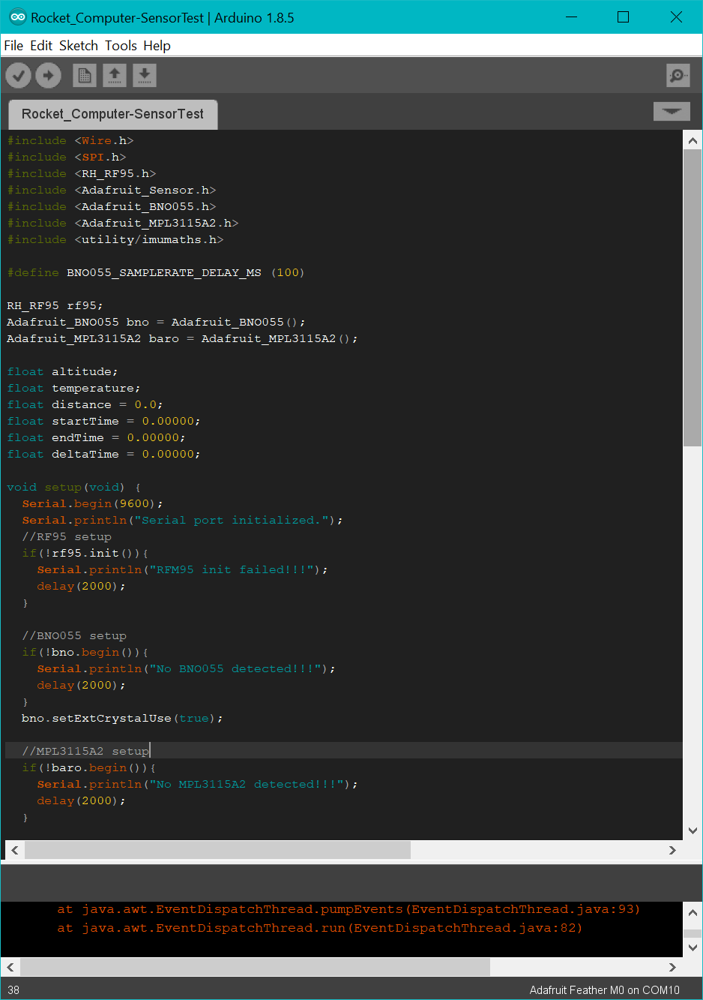 Rocket_Computer-SensorTest | Arduino 1.8.5
File Edit Sketch Tools Help
Rocket_Computer-SensorTest
#include <Wire.h>
#include <SPI.h>
#include <RH_RF95.h>
#include <Adafruit_Sensor.h>
#include <Adafruit_BNO055.h>
#include <Adafruit_MPL3115A2.h>
#include <utility/imumaths.h>
#define BNO055_SAMPLERATE_DELAY_MS (100)
RH_RF95 rf95;
Adafruit_BNO055 bno = Adafruit_BNO055();
Adafruit_MPL3115A2 baro = Adafruit_MPL3115A2();
float altitude;
float temperature;
float distance = 0.0;
float startTime = 0.00000;
float endTime = 0.00000;
float deltaTime = 0.00000;
void setup(void) {
  Serial.begin(9600);
  Serial.println("Serial port initialized.");
  //RF95 setup
  if(!rf95.init()){
    Serial.println("RFM95 init failed!!!");
    delay(2000);
  }
  //BNO055 setup
  if(!bno.begin()){
    Serial.println("No BNO055 detected!!!");
    delay(2000);
  }
  bno.setExtCrystalUse(true);
  //MPL3115A2 setup
  if(!baro.begin()){
    Serial.println("No MPL3115A2 detected!!!");
    delay(2000);
  }
at java.awt.EventDispatchThread.pumpEvents(EventDispatchThread.java:93)
at java.awt.EventDispatchThread.run(EventDispatchThread.java:82)
38
Adafruit Feather M0 on COM10